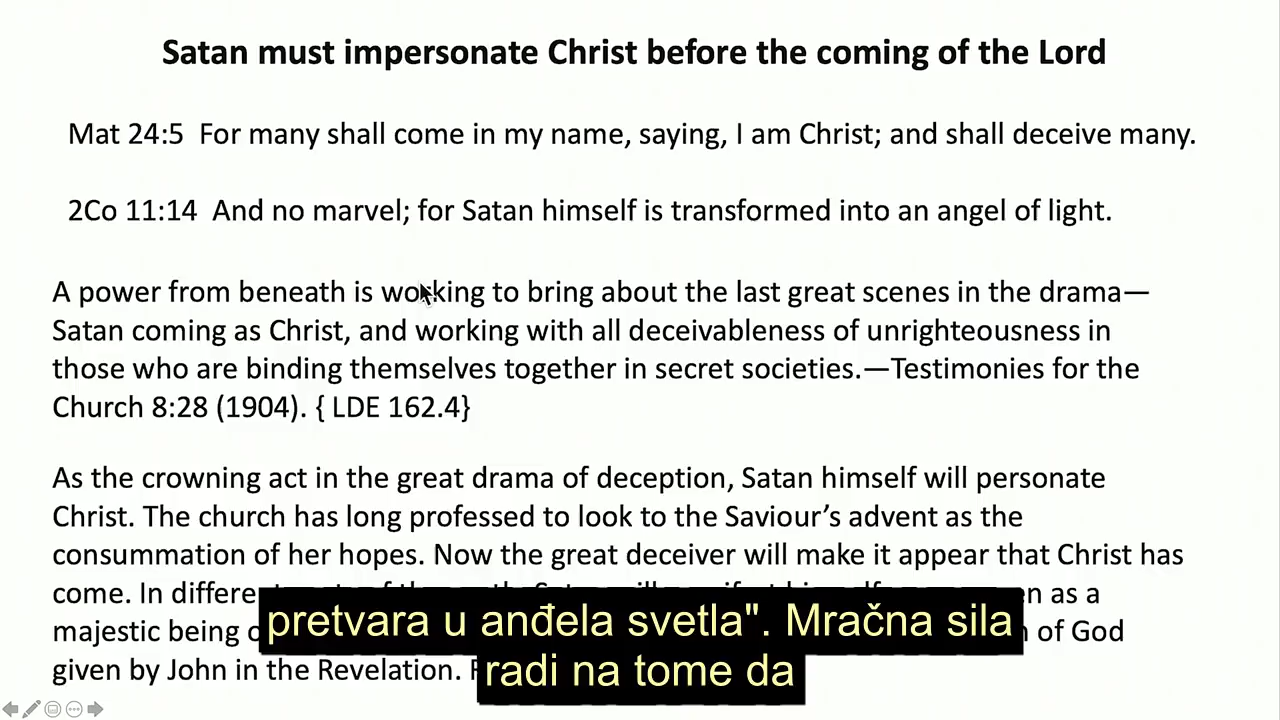 Satan must impersonate Christ before the coming of the Lord
Mat 24:5 For many shall come in my name, saying, I am Christ; and shall deceive many.
2Co 11:14 And no marvel; for Satan himself is transformed into an angel of light.
A power from beneath is working to bring about the last great scenes in the drama—
Satan coming as Christ, and working with all deceivableness of unrighteousness in
those who are binding themselves together in secret societies.—Testimonies for the
Church 8:28 (1904). { LDE 162.4}
As the crowning act in the great drama of deception, Satan himself will personate
Christ. The church has long professed to look to the Saviour’s advent as the
consummation of her hopes. Now the great deceiver will make it appear that Christ has
come. In as a
majestic being of God
given by John in the Revelation.
pretvara u anđela svetla". Mračna sila
radi na tome da